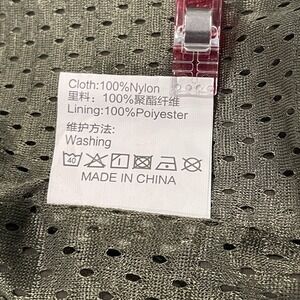 Cloth:100%Nylon
里料: 100%聚酯纤维
Lining:100%Polyester
维护方法:
Washing
MADE IN CHINA